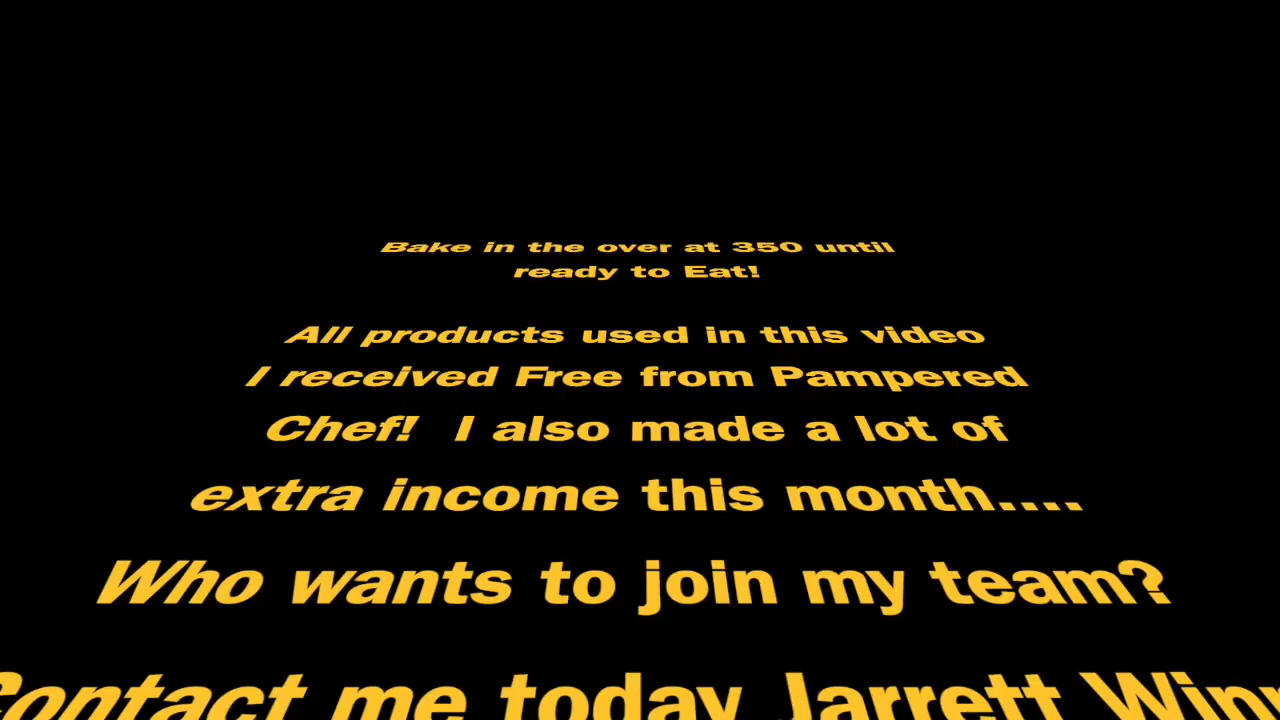 Bake in the over at 350 until
ready to Eat!
All products used in this video
I received Free from Pampered
Chef!  I also made a lot of
extra income this month....
Who wants to join my team?
Contact me today Jarrett